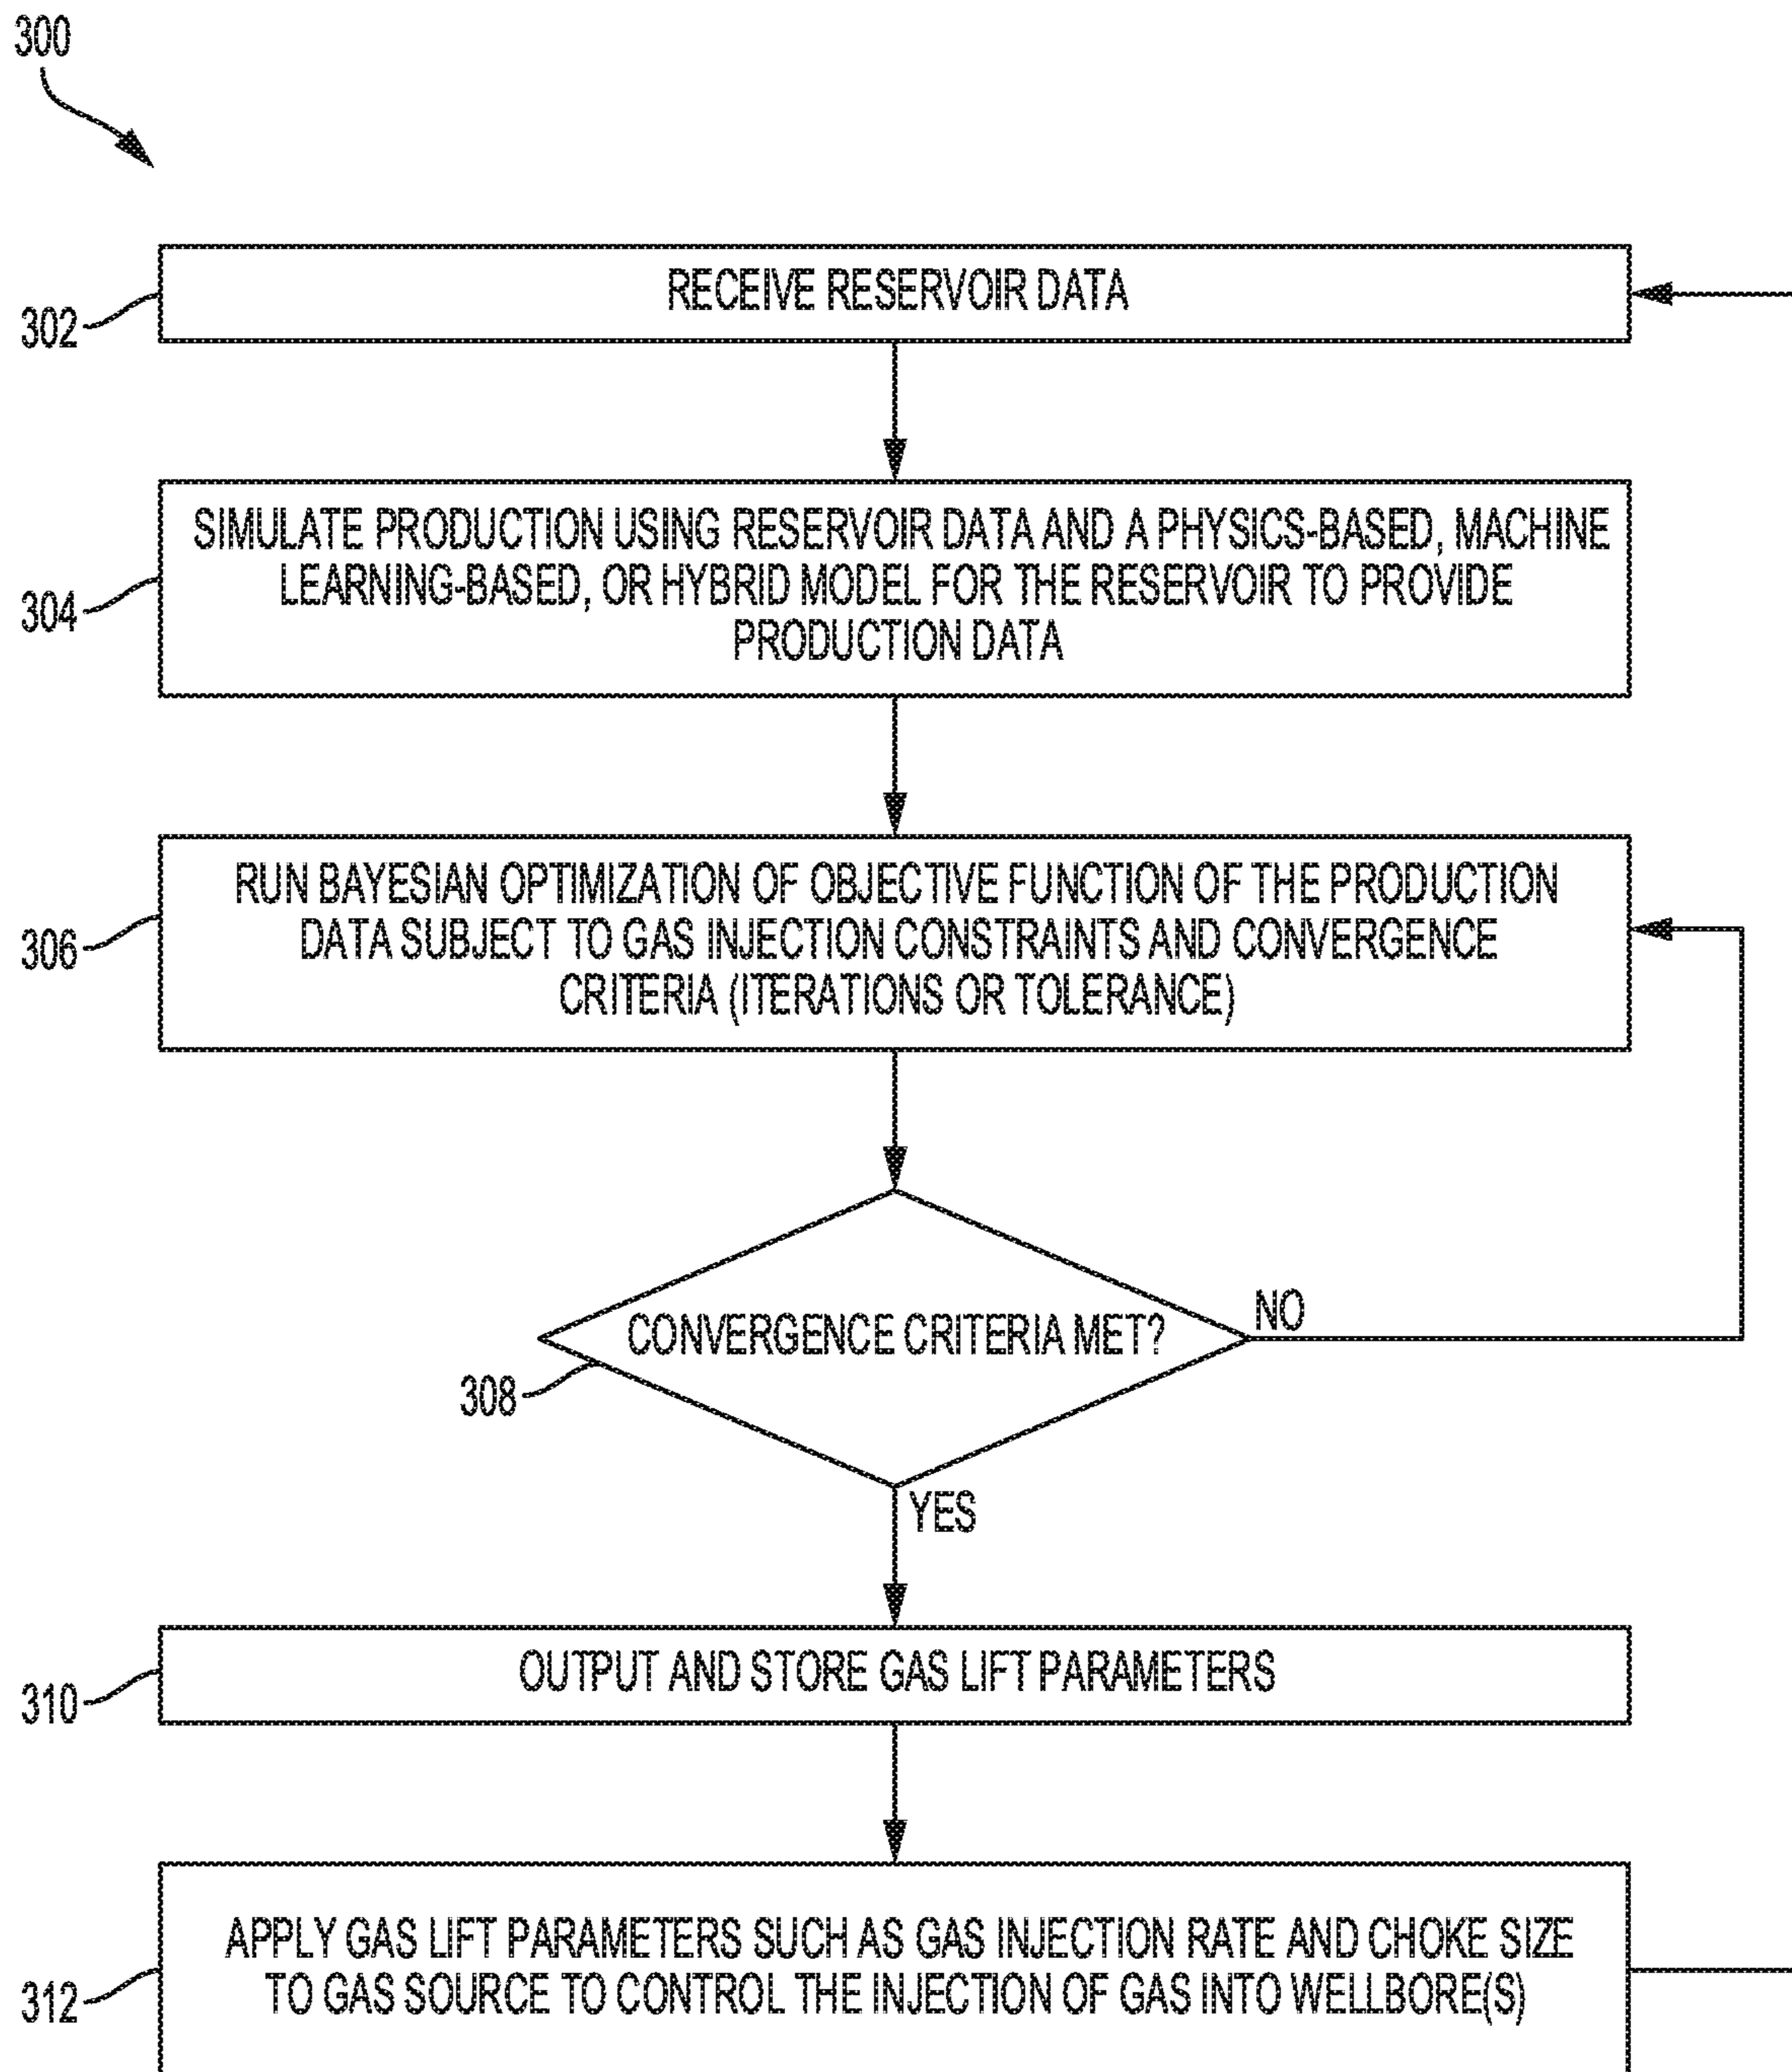 300
302
RECEIVE RESERVOIR DATA
304
SIMULATE PRODUCTION USING RESERVOIR DATA AND A PHYSICS-BASED, MACHINE
LEARNING-BASED, OR HYBRID MODEL FOR THE RESERVOIR TO PROVIDE
PRODUCTION DATA
306
RUN BAYESIAN OPTIMIZATION OF OBJECTIVE FUNCTION OF THE PRODUCTION
DATA SUBJECT TO GAS INJECTION CONSTRAINTS AND CONVERGENCE
CRITERIA (ITERATIONS OR TOLERANCE)
308
CONVERGENCE CRITERIA MET?
NO
YES
310
OUTPUT AND STORE GAS LIFT PARAMETERS
312
APPLY GAS LIFT PARAMETERS SUCH AS GAS INJECTION RATE AND CHOKE SIZE
TO GAS SOURCE TO CONTROL THE INJECTION OF GAS INTO WELLBORE(S)